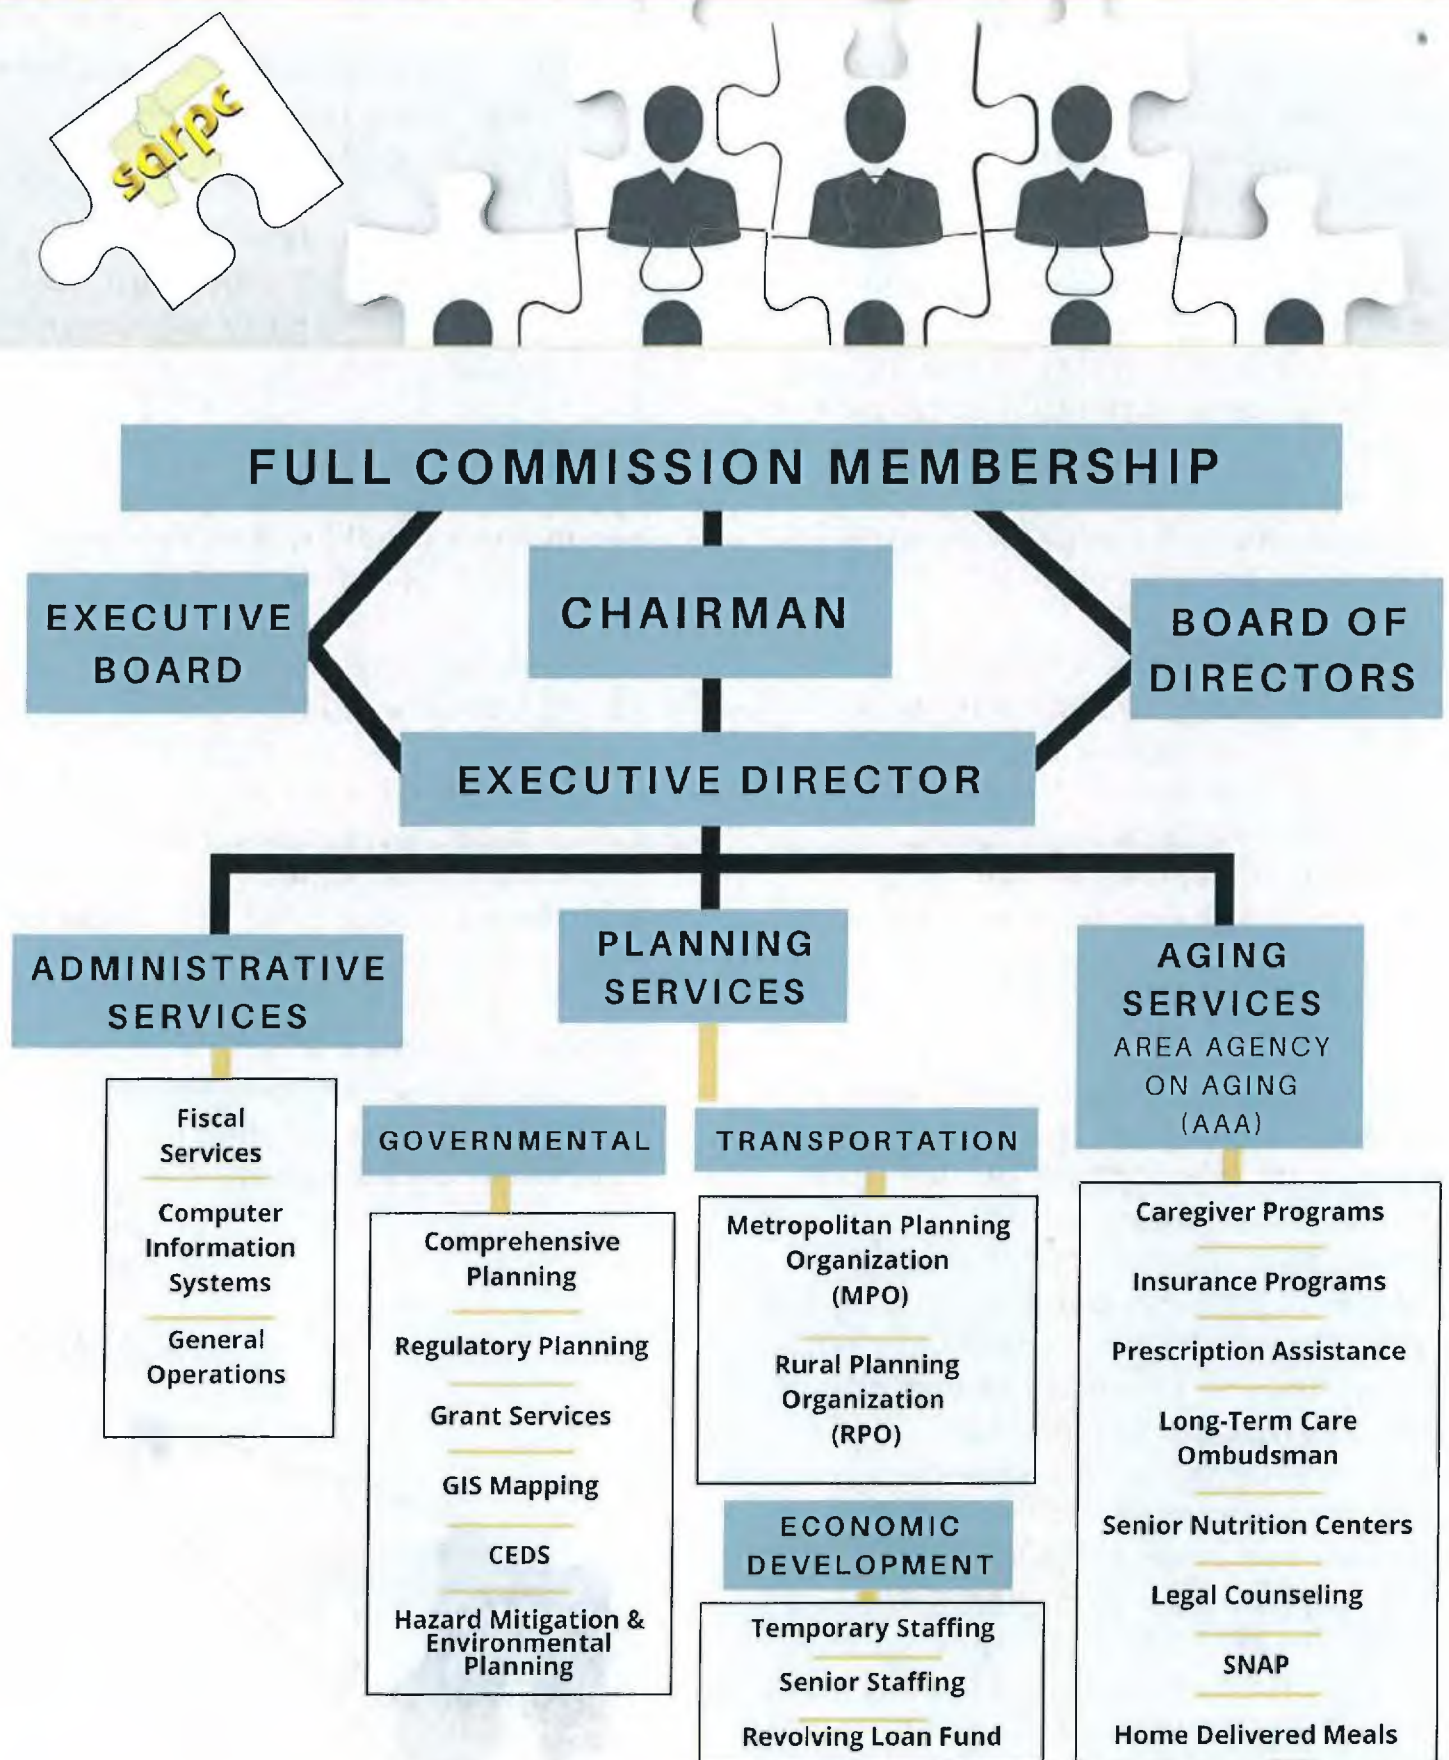 sarpc
FULL COMMISSION MEMBERSHIP
EXECUTIVE
BOARD
CHAIRMAN
BOARD OF
DIRECTORS
EXECUTIVE DIRECTOR
ADMINISTRATIVE
SERVICES
Fiscal
Services
Computer
Information
Systems
General
Operations
PLANNING
SERVICES
GOVERNMENTAL
Comprehensive
Planning
Regulatory Planning
Grant Services
GIS Mapping
CEDS
Hazard Mitigation &
Environmental
Planning
TRANSPORTATION
Metropolitan Planning
Organization
(MPO)
Rural Planning
Organization
(RPO)
ECONOMIC
DEVELOPMENT
Temporary Staffing
Senior Staffing
Revolving Loan Fund
AGING
SERVICES
AREA AGENCY
ON AGING
(AAA)
Caregiver Programs
Insurance Programs
Prescription Assistance
Long-Term Care
Ombudsman
Senior Nutrition Centers
Legal Counseling
SNAP
Home Delivered Meals